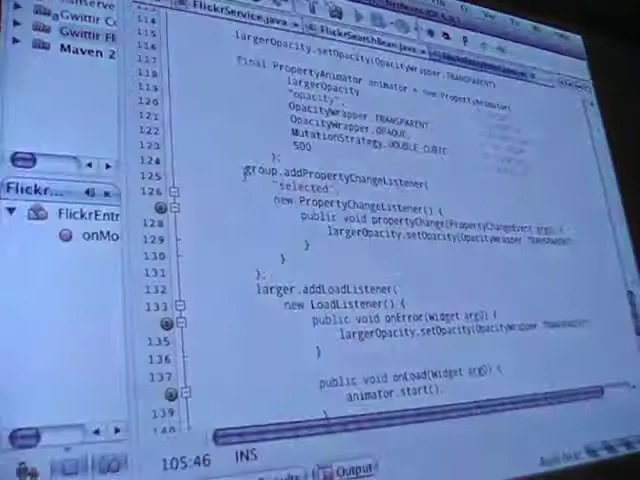 Gwittir Co
Gwittir Fl
Maven 2
FlickrService.java
FlickrSearchBean.java
114
115
116 largerOpacity.setOpacity(OpacityWrapper.TRANSPARENT)
117
118 final PropertyAnimator animator = new PropertyAnimator(
119 largerOpacity
120 "opacity",
121 OpacityWrapper.TRANSPARENT
122 OpacityWrapper.OPAQUE,
123 MutationStrategy.DOUBLE_CUBIC
124 500
125 );
126 group.addPropertyChangeListener(
"selected",
new PropertyChangeListener() {
128 public void propertyChange(PropertyChangeEvent arg) {
129 largerOpacity.setOpacity(OpacityWrapper.TRANSPARENT
130 }
131 }
132 );
133 larger.addLoadListener(
new LoadListener() {
135 public void onError(Widget arg0) {
136 largerOpacity.setOpacity(OpacityWrapper.TRANSPARENT
137 }
139 public void onLoad(Widget arg0) {
140 animator.start();
}
Flickr...
FlickrEntr
onMo
105:46 INS
Output